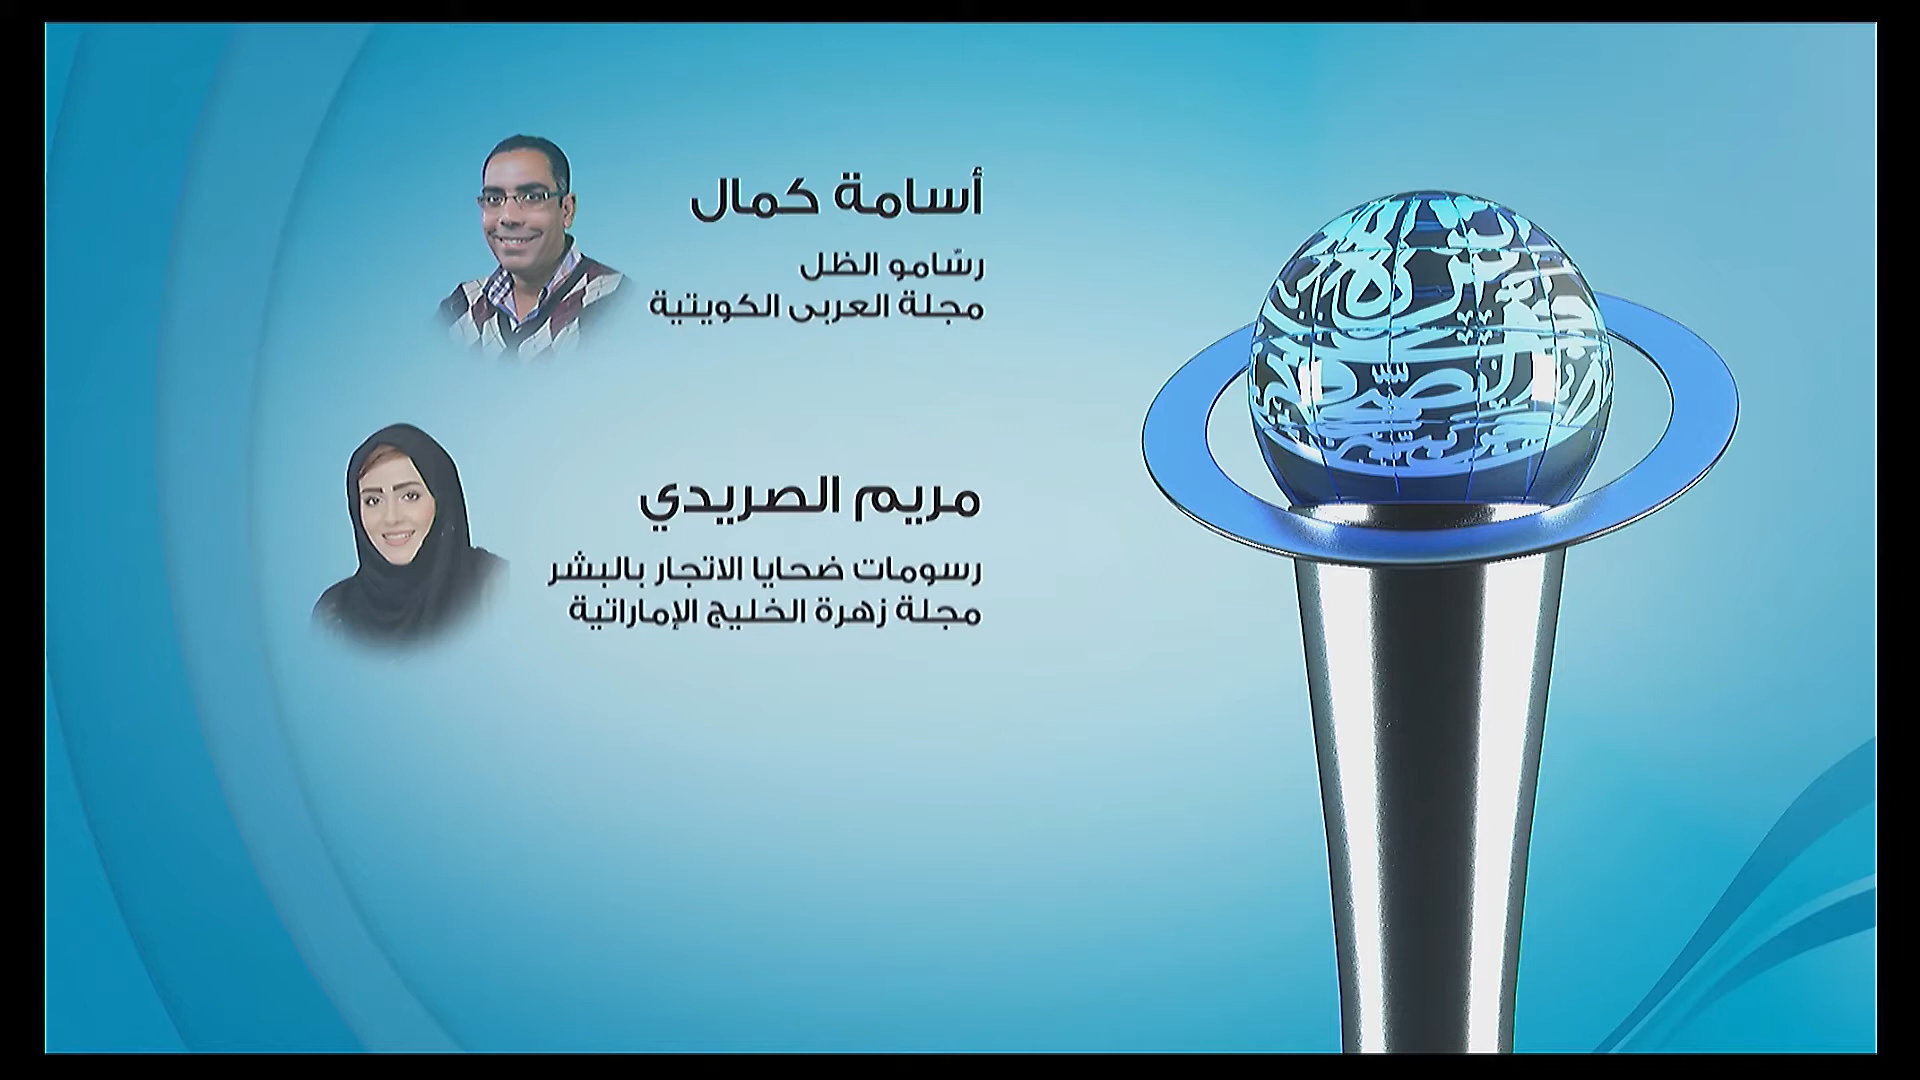 أسامة كمال
رسّامو الظل
مجلة العربى الكويتية
مريم الصريدي
رسومات ضحايا الاتجار بالبشر
مجلة زهرة الخليج الإماراتية